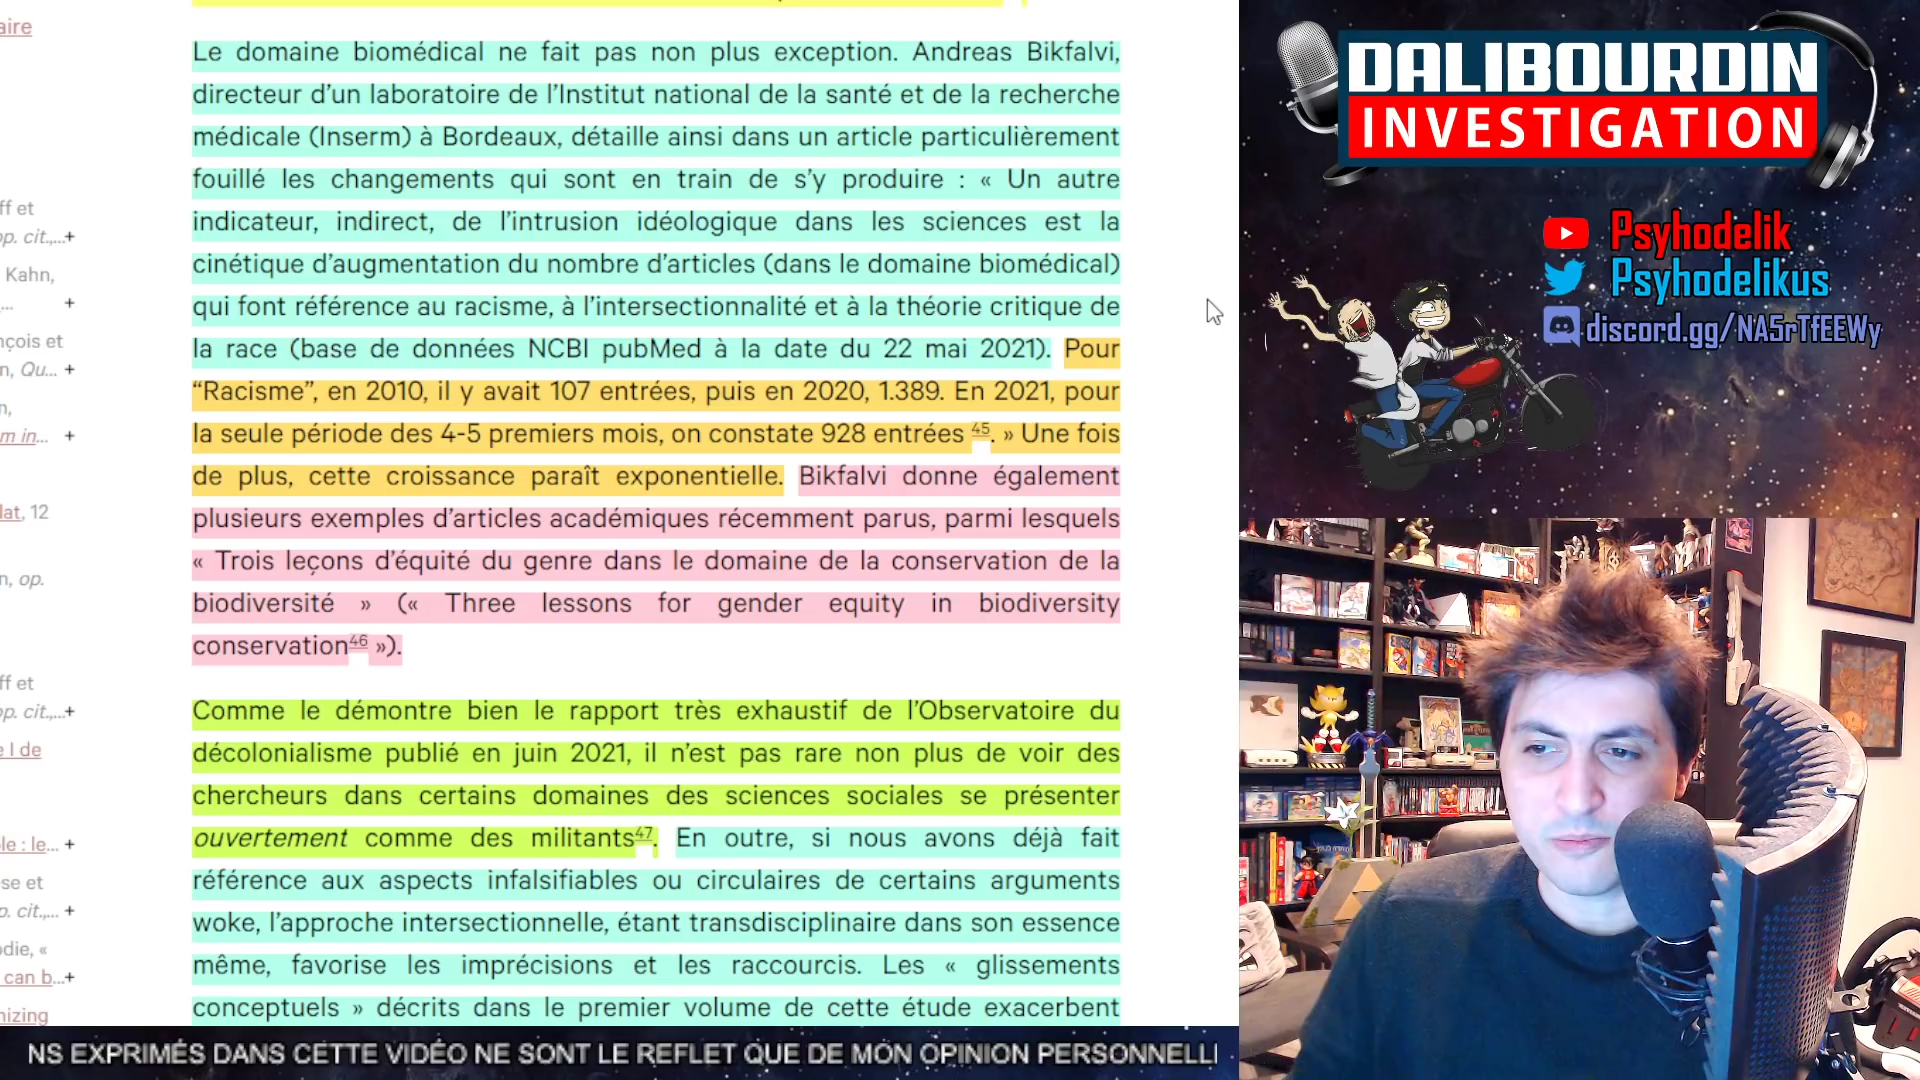 aire
Le domaine biomédical ne fait pas non plus exception. Andreas Bikfalvi,
directeur d’un laboratoire de l’Institut national de la santé et de la recherche
médicale (Inserm) à Bordeaux, détaille ainsi dans un article particulièrement
fouillé les changements qui sont en train de s’y produire : « Un autre
indicateur, indirect, de l’intrusion idéologique dans les sciences est la
cinétique d’augmentation du nombre d’articles (dans le domaine biomédical)
qui font référence au racisme, à l’intersectionnalité et à la théorie critique de
la race (base de données NCBI pubMed à la date du 22 mai 2021). Pour
“Racisme”, en 2010, il y avait 107 entrées, puis en 2020, 1.389. En 2021, pour
la seule période des 4-5 premiers mois, on constate 928 entrées 45. » Une fois
de plus, cette croissance paraît exponentielle. Bikfalvi donne également
plusieurs exemples d’articles académiques récemment parus, parmi lesquels
« Trois leçons d’équité du genre dans le domaine de la conservation de la
biodiversité » (« Three lessons for gender equity in biodiversity
conservation46 »).
Comme le démontre bien le rapport très exhaustif de l’Observatoire du
décolonialisme publié en juin 2021, il n’est pas rare non plus de voir des
chercheurs dans certains domaines des sciences sociales se présenter
ouvertement comme des militants47. En outre, si nous avons déjà fait
référence aux aspects infalsifiables ou circulaires de certains arguments
woke, l’approche intersectionnelle, étant transdisciplinaire dans son essence
même, favorise les imprécisions et les raccourcis. Les « glissements
conceptuels » décrits dans le premier volume de cette étude exacerbent
ff et
op. cit.,...+
Kahn,
... +
nçois et
n, Qu... +
n,
m in... +
lat, 12
n, op.
ff et
op. cit.,...+
e I de
ole : le... +
se et
p. cit.,... +
odie, «
can b...+
nizing
NS EXPRIMÉS DANS CETTE VIDÉO NE SONT LE REFLET QUE DE MON OPINION PERSONNELL
DALIBOURDIN
INVESTIGATION
Psyhodelik
Psyhodelikus
discord.gg/NA5rTfEEWy